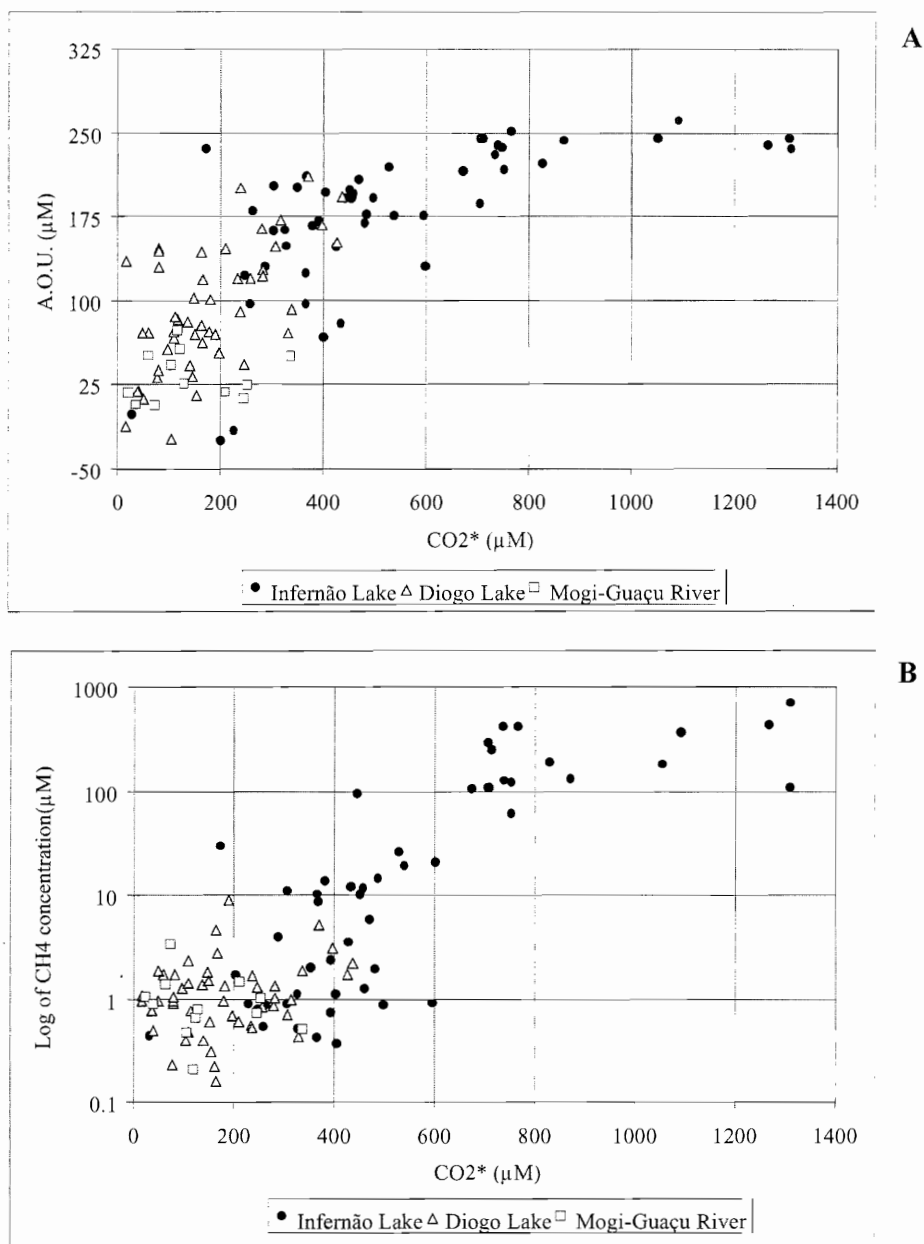 A
325
250
175
100
25
-50
A.O.U. (µM)
0 200 400 600 800 1000 1200 1400
CO2* (µM)
Infernão Lake Diogo Lake Mogi-Guaçu River
B
1000
100
10
1
0.1
Log of CH4 concentration(µM)
0 200 400 600 800 1000 1200 1400
CO2* (µM)
Infernão Lake Diogo Lake Mogi-Guaçu River